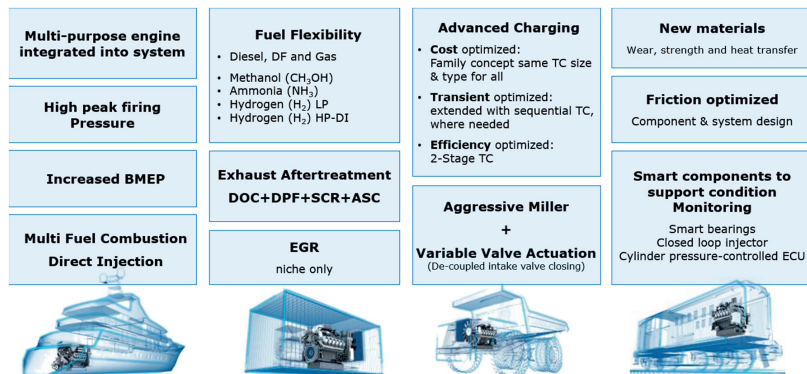 Multi-purpose engine
integrated into system
High peak firing
Pressure
Increased BMEP
Multi Fuel Combustion
Direct Injection
Fuel Flexibility
• Diesel, DF and Gas
• Methanol (CH₃OH)
• Ammonia (NH₃)
• Hydrogen (H₂) LP
• Hydrogen (H₂) HP-DI
Exhaust Aftertreatment
DOC+DPF+SCR+ASC
EGR
niche only
Advanced Charging
• Cost optimized:
Family concept same TC size
& type for all
• Transient optimized:
extended with sequential TC,
where needed
• Efficiency optimized:
2-Stage TC
Aggressive Miller
+
Variable Valve Actuation
(De-coupled intake valve closing)
New materials
Wear, strength and heat transfer
Friction optimized
Component & system design
Smart components to
support condition
Monitoring
Smart bearings
Closed loop injector
Cylinder pressure-controlled ECU